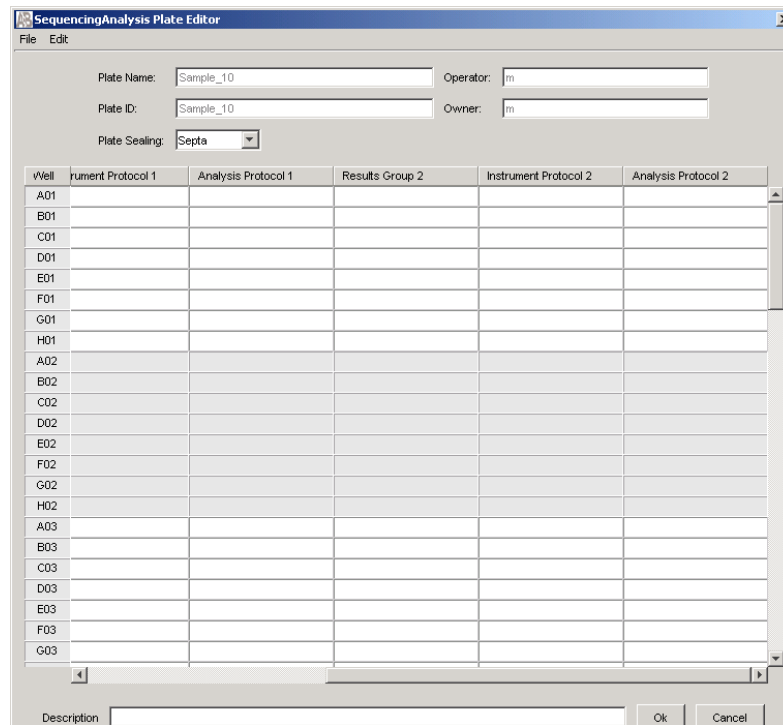 SequencingAnalysis Plate Editor
File Edit
Plate Name: Sample_10 Operator: m
Plate ID: Sample_10 Owner: m
Plate Sealing: Septa
Well rument Protocol 1 Analysis Protocol 1 Results Group 2 Instrument Protocol 2 Analysis Protocol 2
A01
B01
C01
D01
E01
F01
G01
H01
A02
B02
C02
D02
E02
F02
G02
H02
A03
B03
C03
D03
E03
F03
G03
Description Ok Cancel